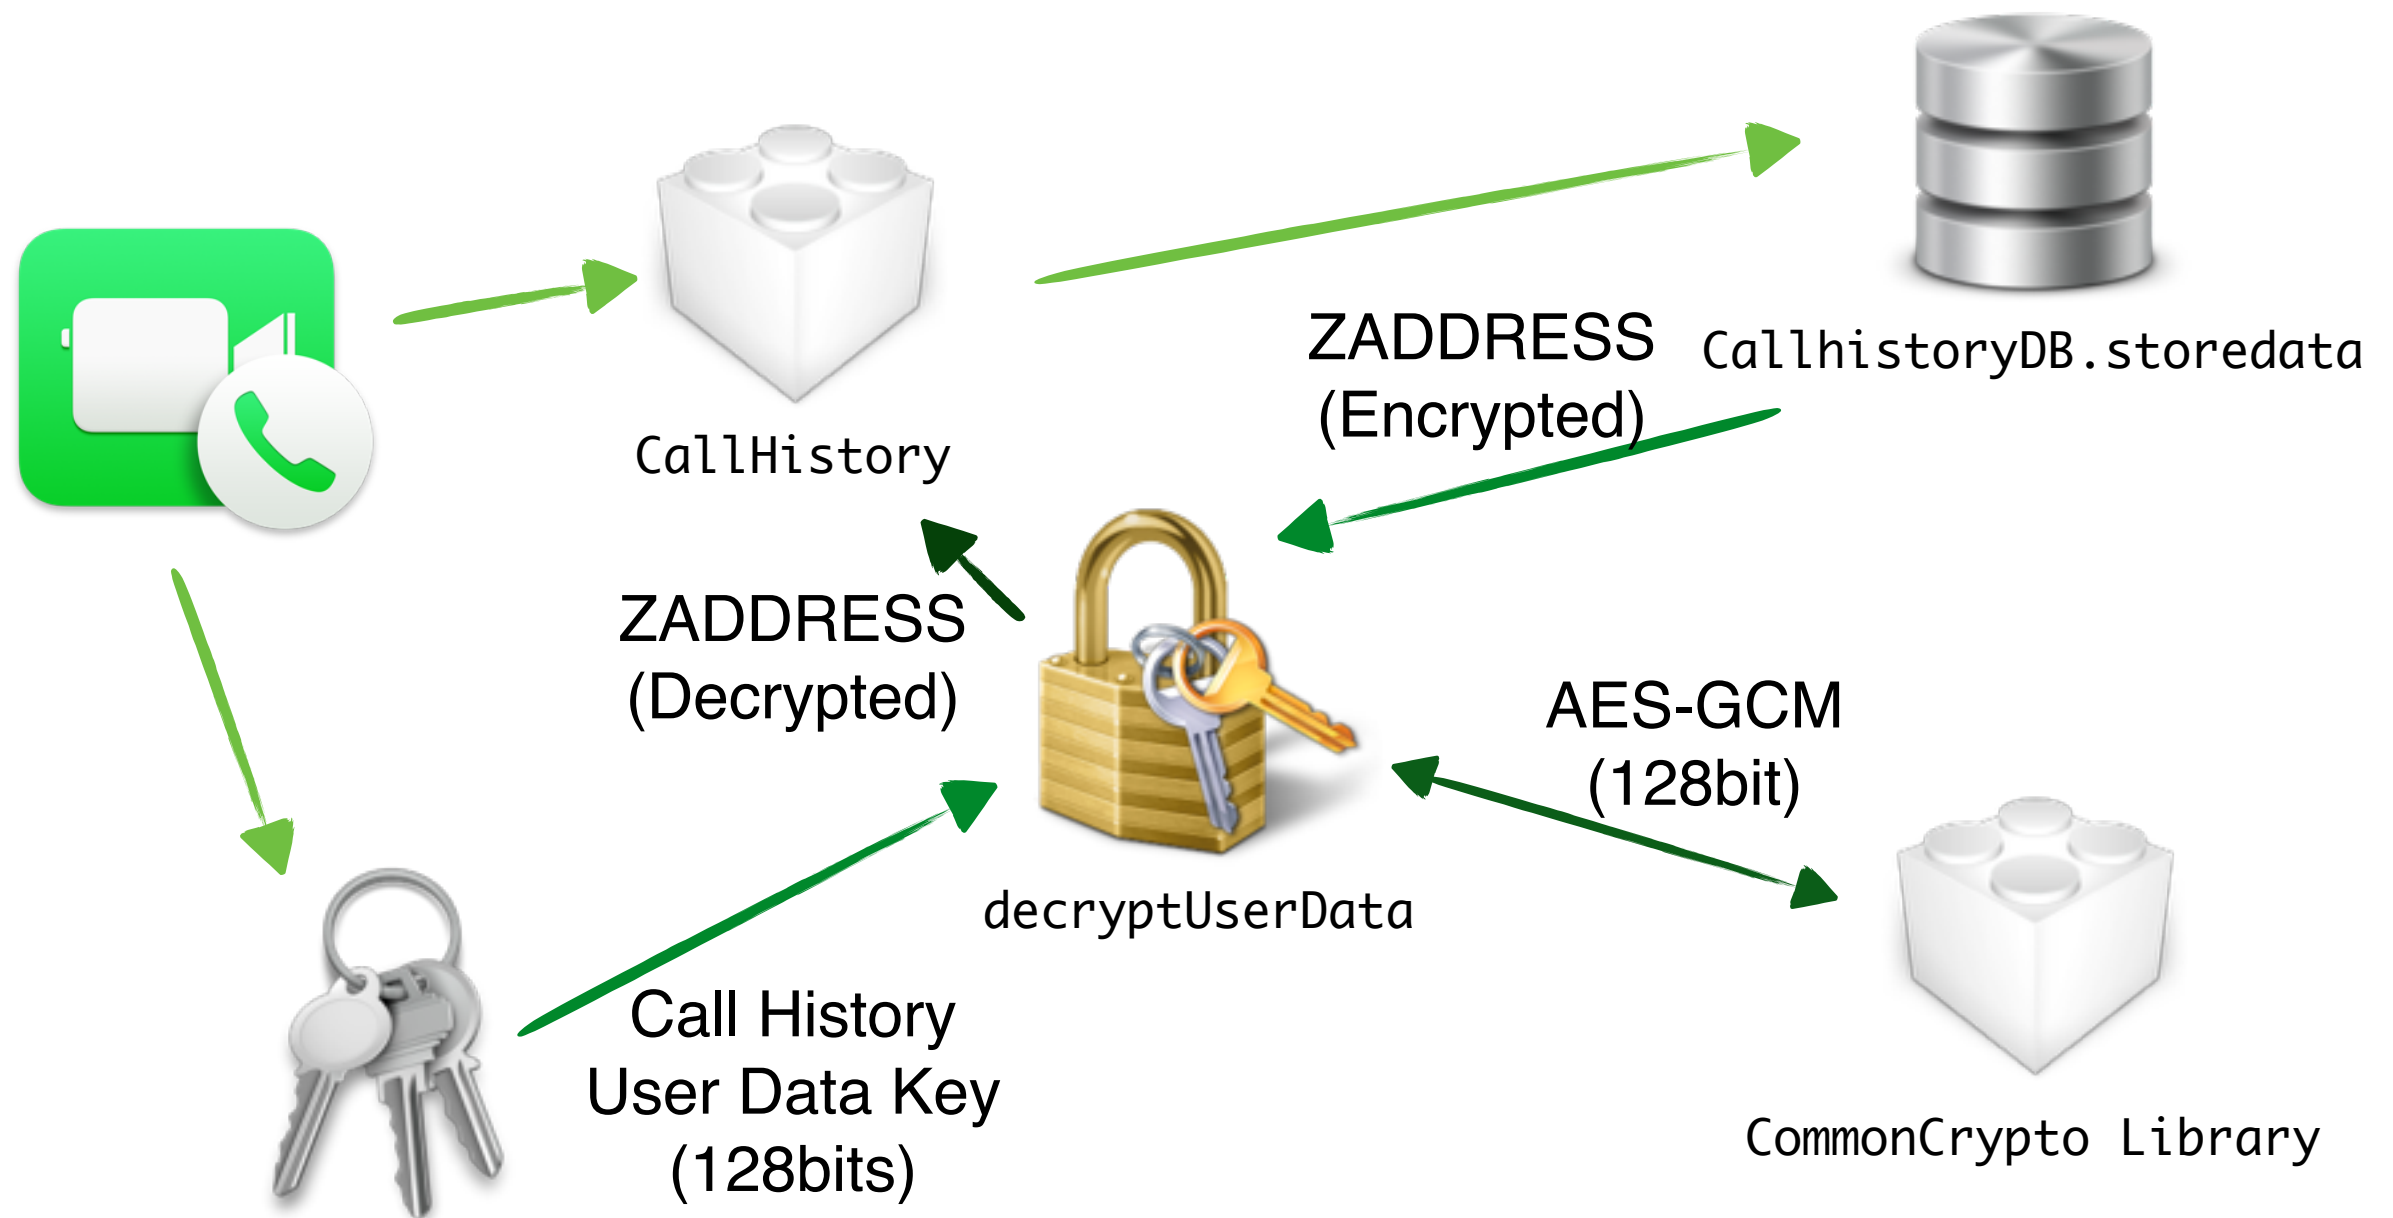 ZADDRESS
(Encrypted)
CallhistoryDB.storedata
CallHistory
ZADDRESS
(Decrypted)
AES-GCM
(128bit)
decryptUserData
Call History
User Data Key
(128bits)
CommonCrypto Library